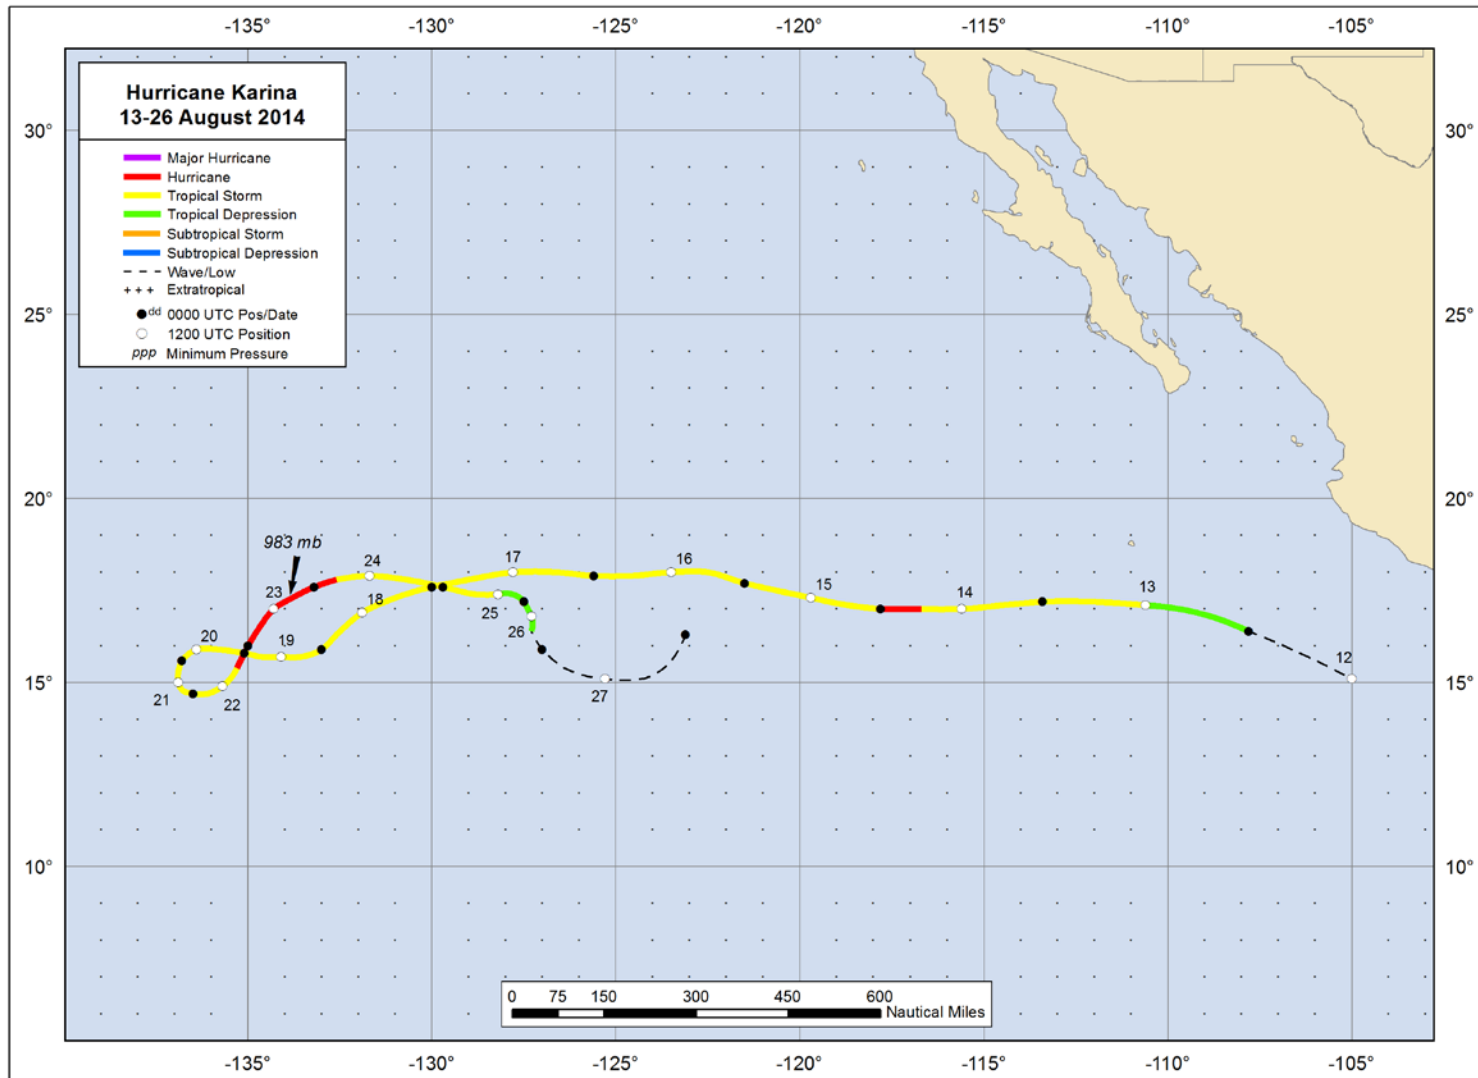 -135° -130° -125° -120° -115° -110° -105°
Hurricane Karina
13-26 August 2014
Major Hurricane
Hurricane
Tropical Storm
Tropical Depression
Subtropical Storm
Subtropical Depression
Wave/Low
+++ Extratropical
dd 0000 UTC Pos/Date
1200 UTC Position
ppp Minimum Pressure
30° 30°
25° 25°
20° 20°
983 mb
24 17 16
23 18 25 15 14 13
20 19 26 12
21 22 27
15° 15°
10° 10°
0 75 150 300 450 600
Nautical Miles
-135° -130° -125° -120° -115° -110° -105°